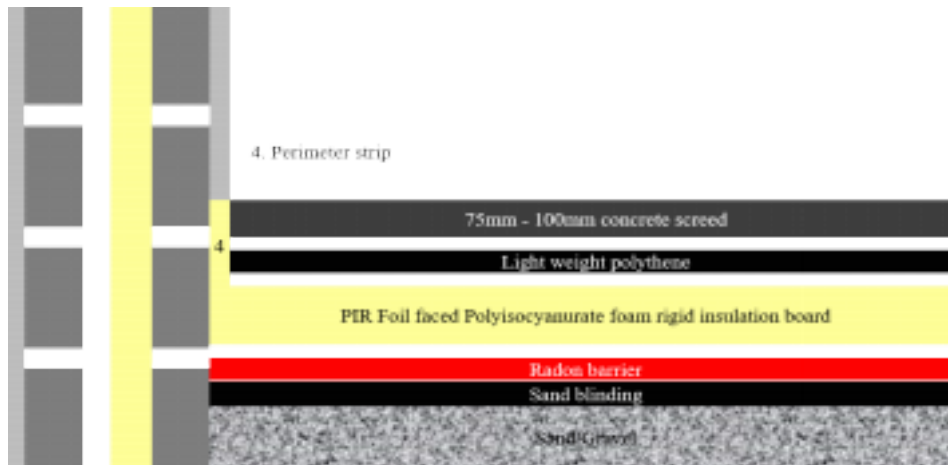 4. Perimeter strip
75mm - 100mm concrete screed
4
Light weight polythene
PIR Foil faced Polyisocyanurate foam rigid insulation board
Radon barrier
Sand blinding
Sand/Gravel